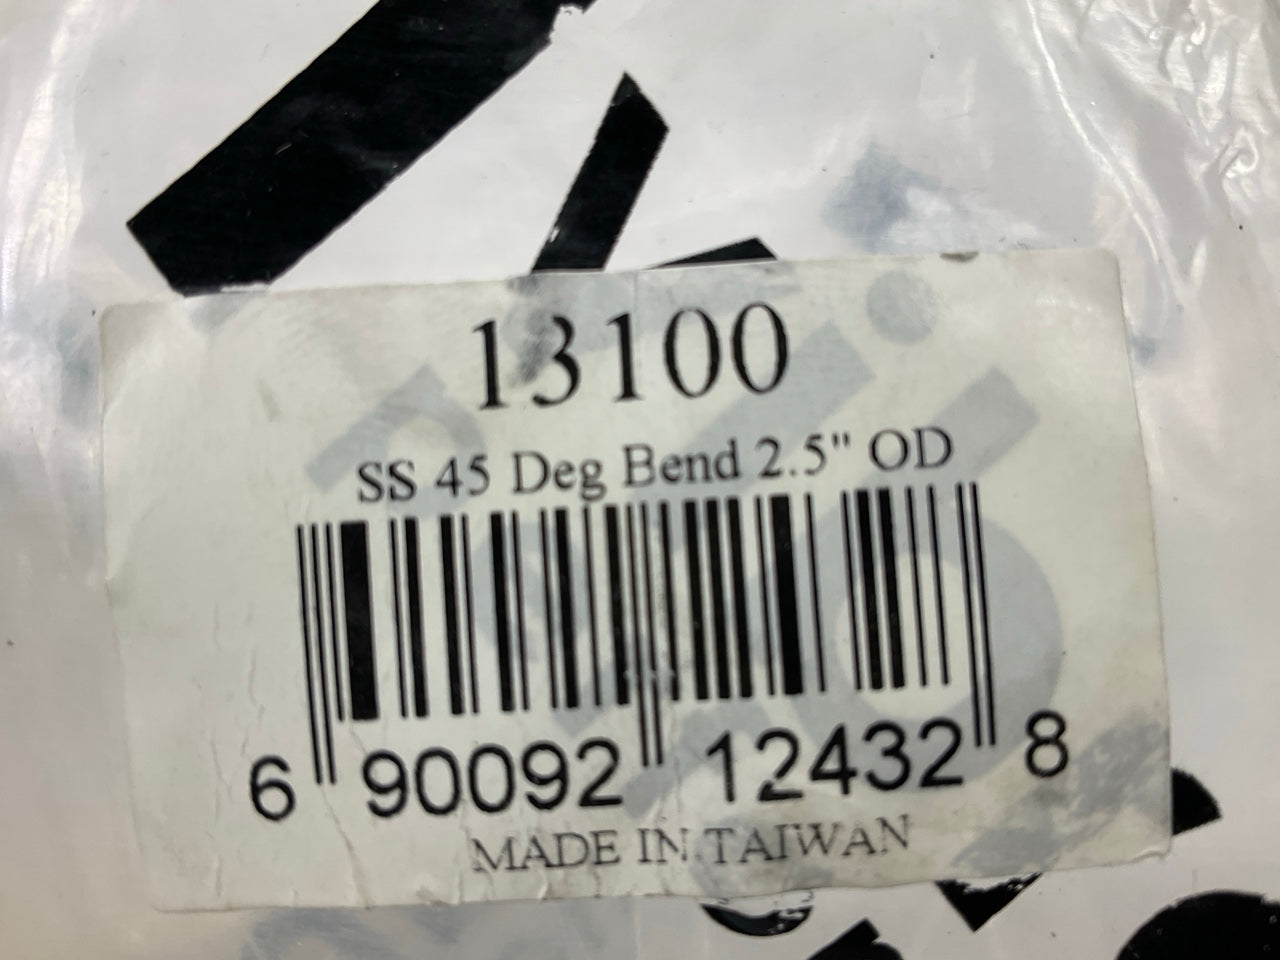 13100
SS 45 Deg Bend 2.5" OD
6 90092 12432 8
MADE IN TAIWAN